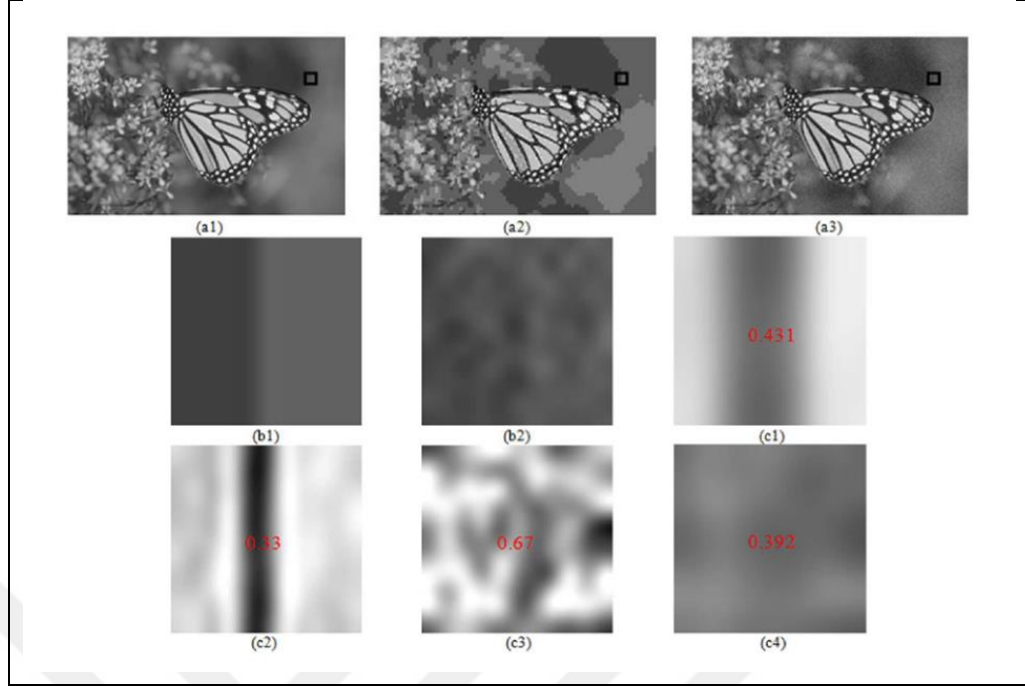 (a1) (a2) (a3)
0.431
(b1) (b2) (c1)
0.33 0.67 0.392
(c2) (c3) (c4)